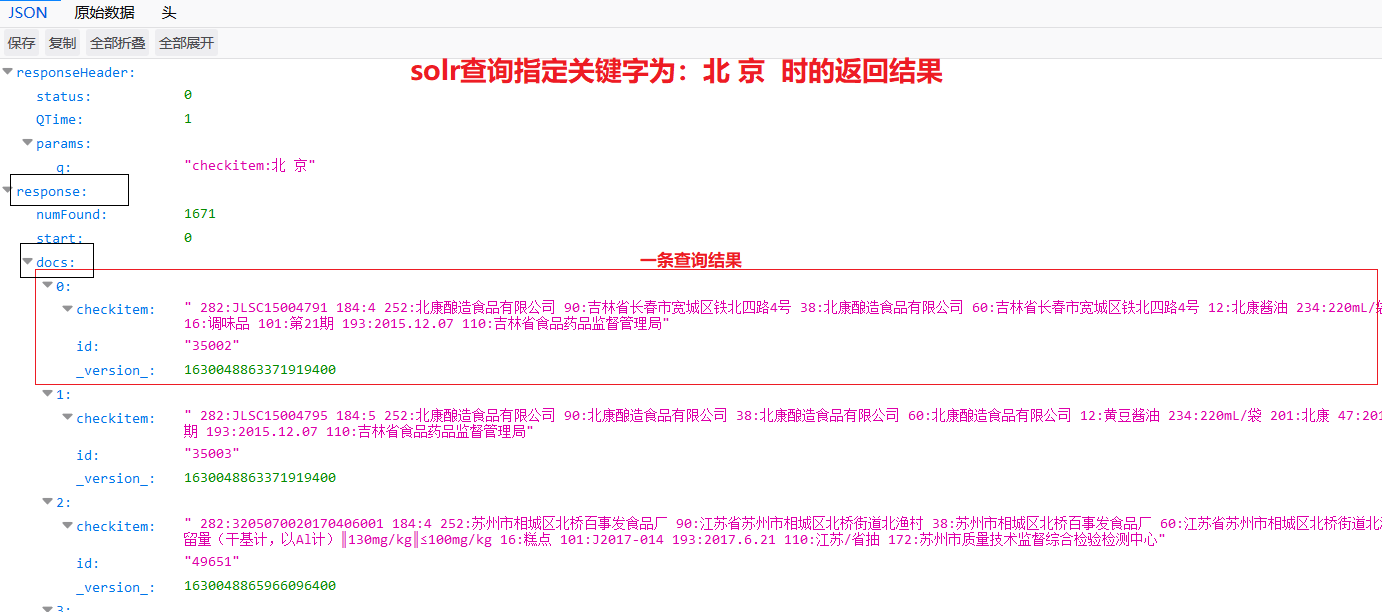 JSON 原始数据 头
保存 复制 全部折叠 全部展开
solr查询指定关键字为：北 京 时的返回结果
responseHeader:
status: 0
QTime: 1
params:
q: "checkitem:北 京"
response:
numFound: 1671
start: 0
docs:
一条查询结果
0:
checkitem: " 282:JLSC15004791 184:4 252:北康酿造食品有限公司 90:吉林省长春市宽城区铁北四路4号 38:北康酿造食品有限公司 60:吉林省长春市宽城区铁北四路4号 12:北康酱油 234:220mL/袋
16:调味品 101:第21期 193:2015.12.07 110:吉林省食品药品监督管理局"
id: "35002"
_version_: 1630048863371919400
1:
checkitem: " 282:JLSC15004795 184:5 252:北康酿造食品有限公司 90:北康酿造食品有限公司 38:北康酿造食品有限公司 60:北康酿造食品有限公司 12:黄豆酱油 234:220mL/袋 201:北康 47:201
期 193:2015.12.07 110:吉林省食品药品监督管理局"
id: "35003"
_version_: 1630048863371919400
2:
checkitem: " 282:3205070020170406001 184:4 252:苏州市相城区北桥百事发食品厂 90:江苏省苏州市相城区北桥街道北渔村 38:苏州市相城区北桥百事发食品厂 60:江苏省苏州市相城区北桥街道北
留量（干基计，以Al计）‖130mg/kg‖≤100mg/kg 16:糕点 101:J2017-014 193:2017.6.21 110:江苏/省抽 172:苏州市质量技术监督综合检验检测中心"
id: "49651"
_version_: 1630048865966096400
3: